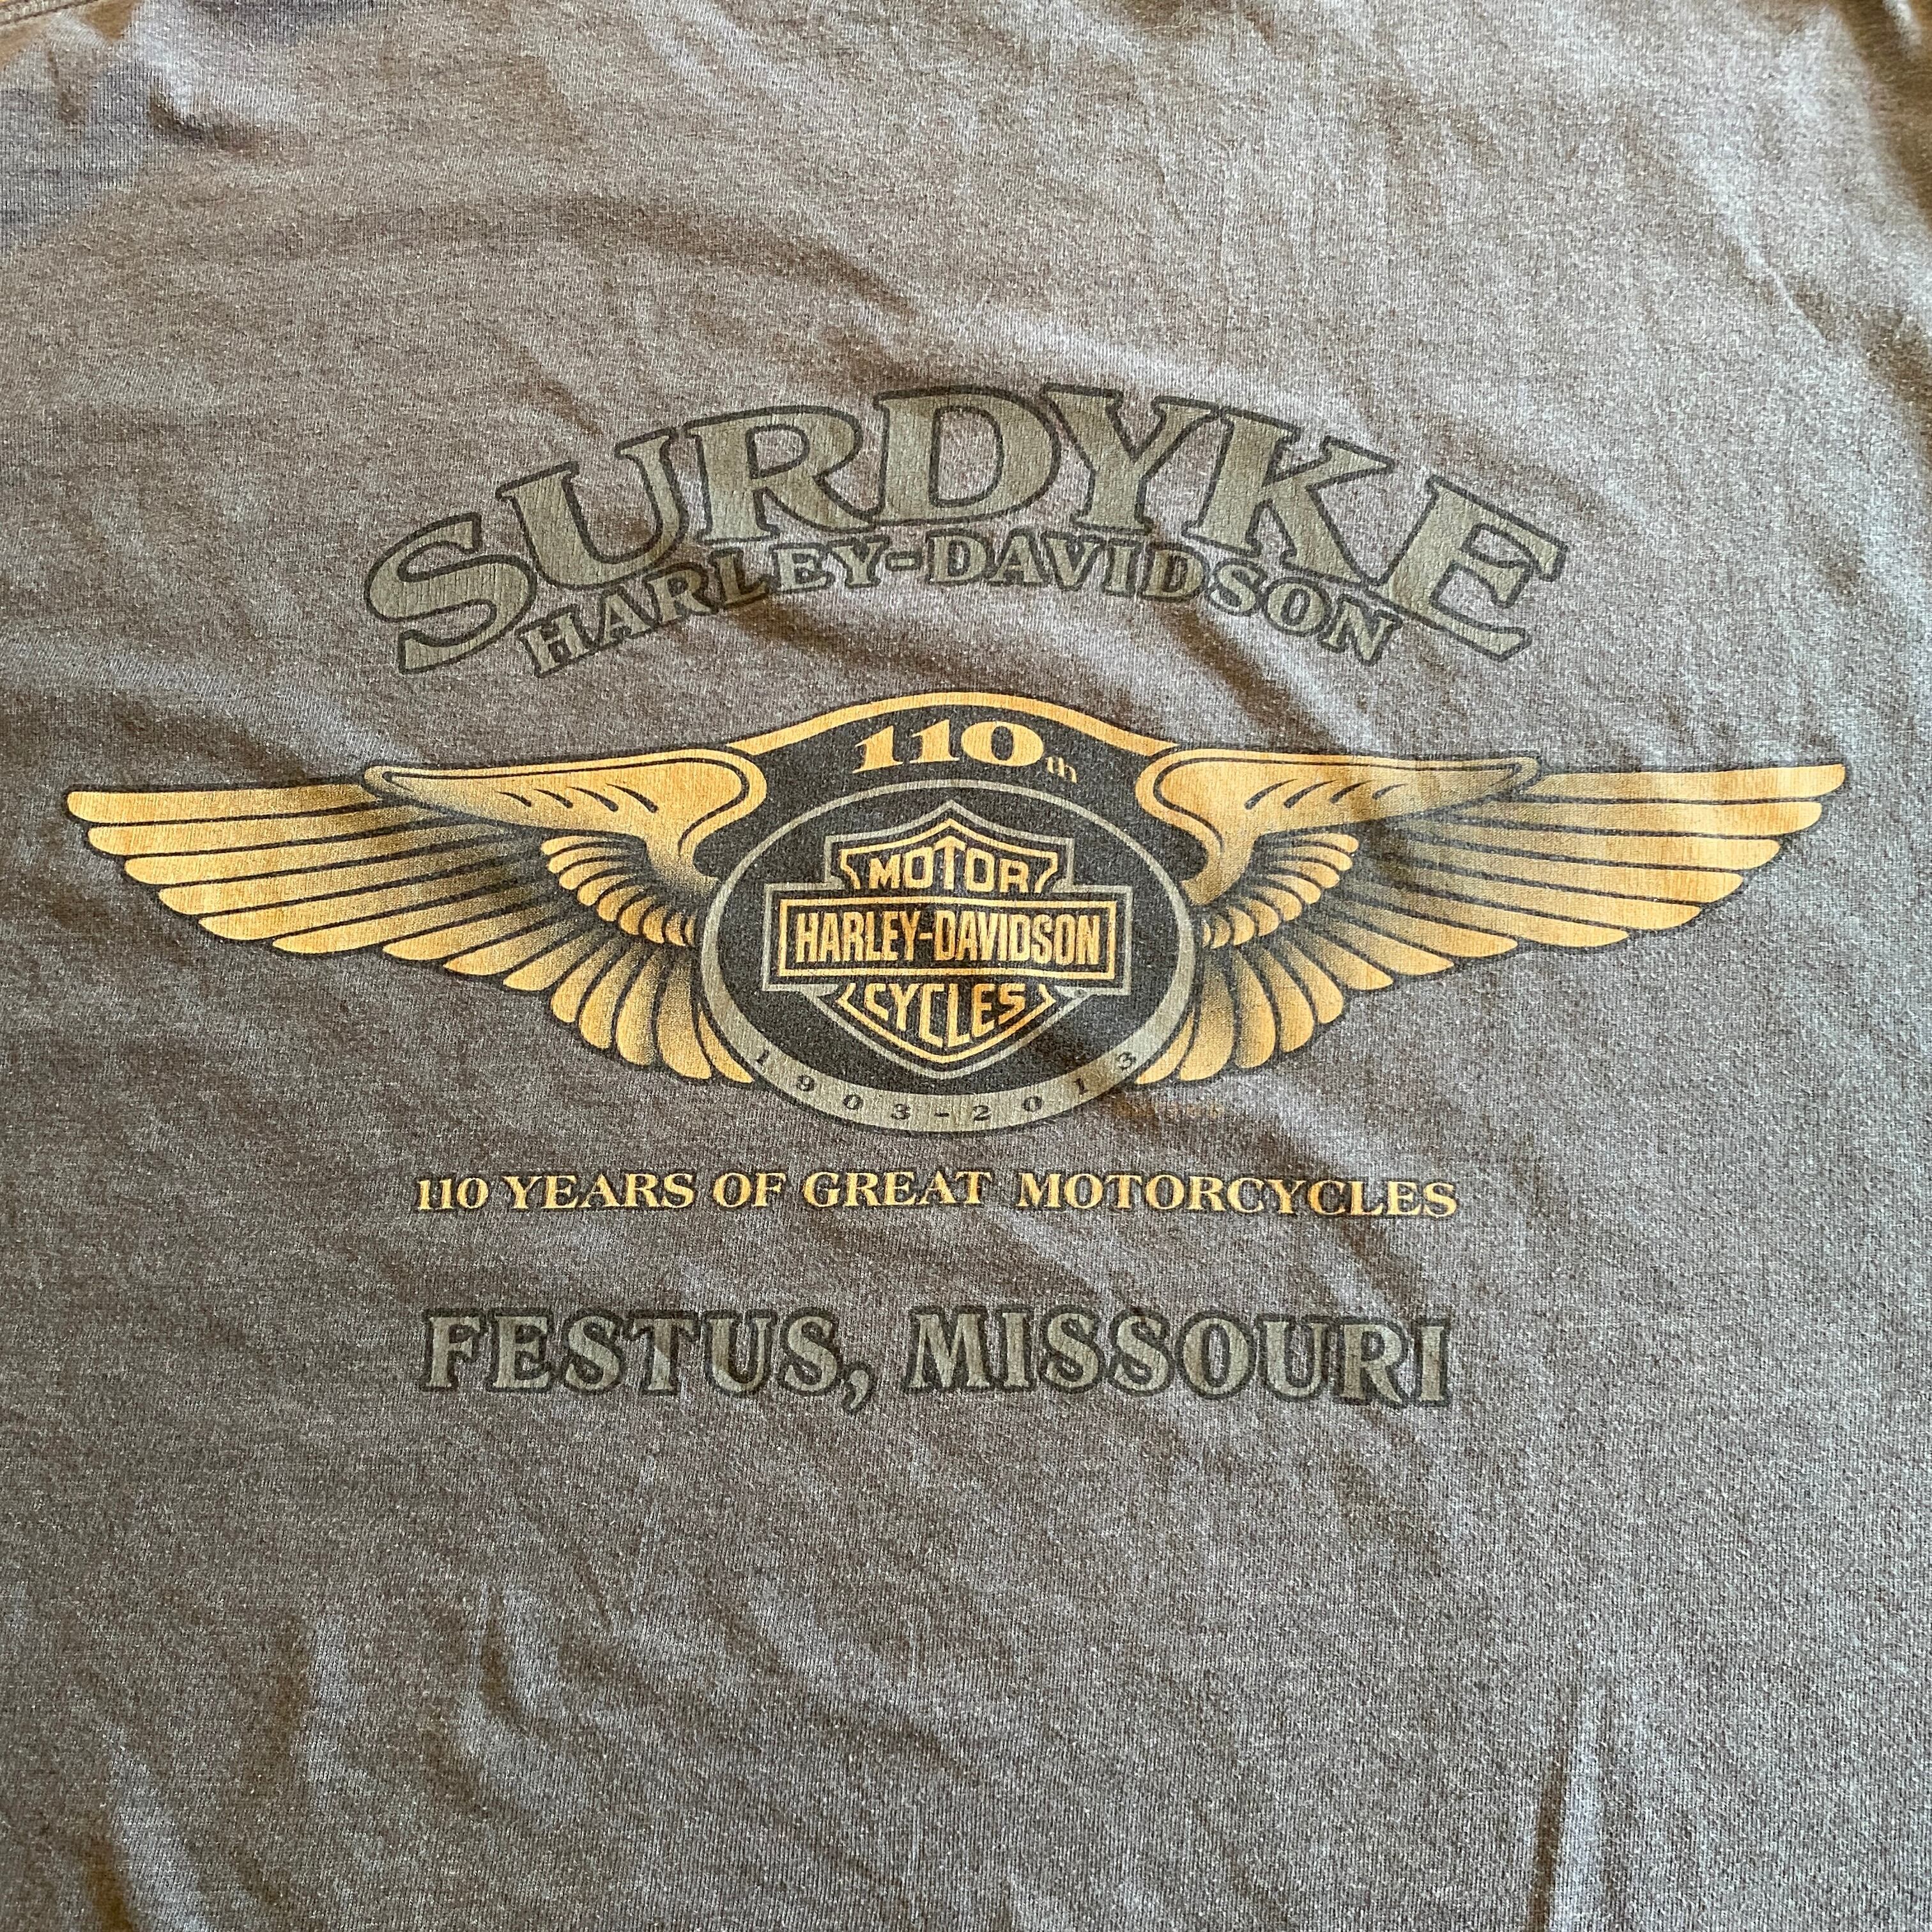 SURDYKE
HARLEY-DAVIDSON
110th
MOTOR
HARLEY-DAVIDSON
CYCLES
1903-2013
110 YEARS OF GREAT MOTORCYCLES
FESTUS, MISSOURI